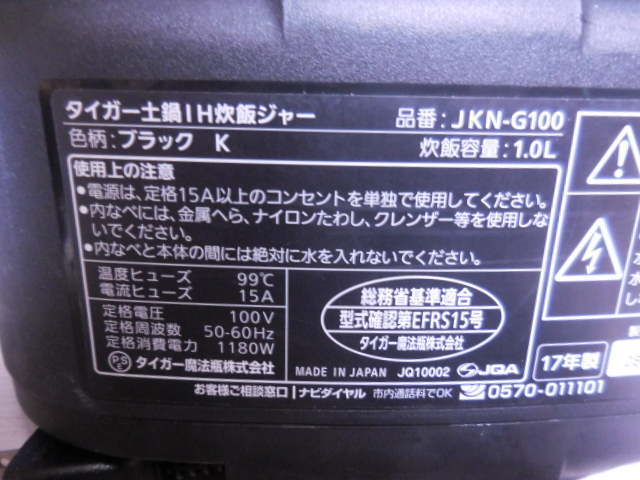 タイガー土鍋IH炊飯ジャー 品番:JKN-G100
色柄:ブラック K 炊飯容量:1.0L
使用上の注意
●電源は、定格15A以上のコンセントを単独で使用してください。
●内なべには、金属へら、ナイロンたわし、クレンザー等を使用しな
いでください。
●内なべと本体の間には絶対に水を入れないでください。
温度ヒューズ 99℃
電流ヒューズ 15A
定格電圧 100V
定格周波数 50-60Hz
定格消費電力 1180W
PSE タイガー魔法瓶株式会社
総務省基準適合
型式確認第EFRS15号
タイガー魔法瓶株式会社
MADE IN JAPAN JQ10002 JQA
17年製
お客様ご相談窓口 ナビダイヤル 市内通話料でOK 0570-011101